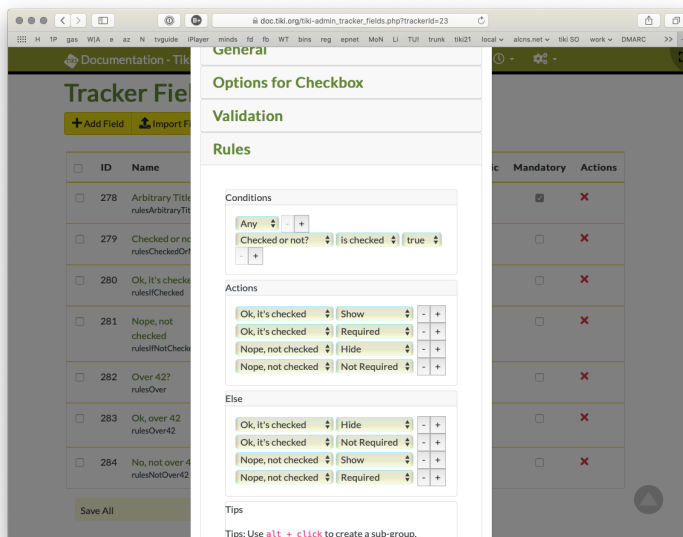 doc.tiki.org/tiki-admin_tracker_fields.php?trackerId=23
H 1P gas W|A e az N tvguide iPlayer minds fd fb WT bins reg epnet MoN Li TU! trunk tiki21 local alcns.net tiki SO work DMARC >>
Documentation - Tik
General
Options for Checkbox
Validation
Rules
Tracker Fiel
Add Field Import Fi
ID Name ic Mandatory Actions
278 Arbitrary Title
rulesArbitraryTit
279 Checked or no
rulesCheckedOrN
280 Ok, it's checke
rulesIfChecked
281 Nope, not
checked
rulesIfNotChecke
282 Over 42?
rulesOver
283 Ok, over 42
rulesOver42
284 No, not over 4
rulesNotOver42
Save All
Conditions
Any - +
Checked or not? is checked true
- +
Actions
Ok, it's checked Show - +
Ok, it's checked Required - +
Nope, not checked Hide - +
Nope, not checked Not Required - +
Else
Ok, it's checked Hide - +
Ok, it's checked Not Required - +
Nope, not checked Show - +
Nope, not checked Required - +
Tips
Tips: Use alt + click to create a sub-group.